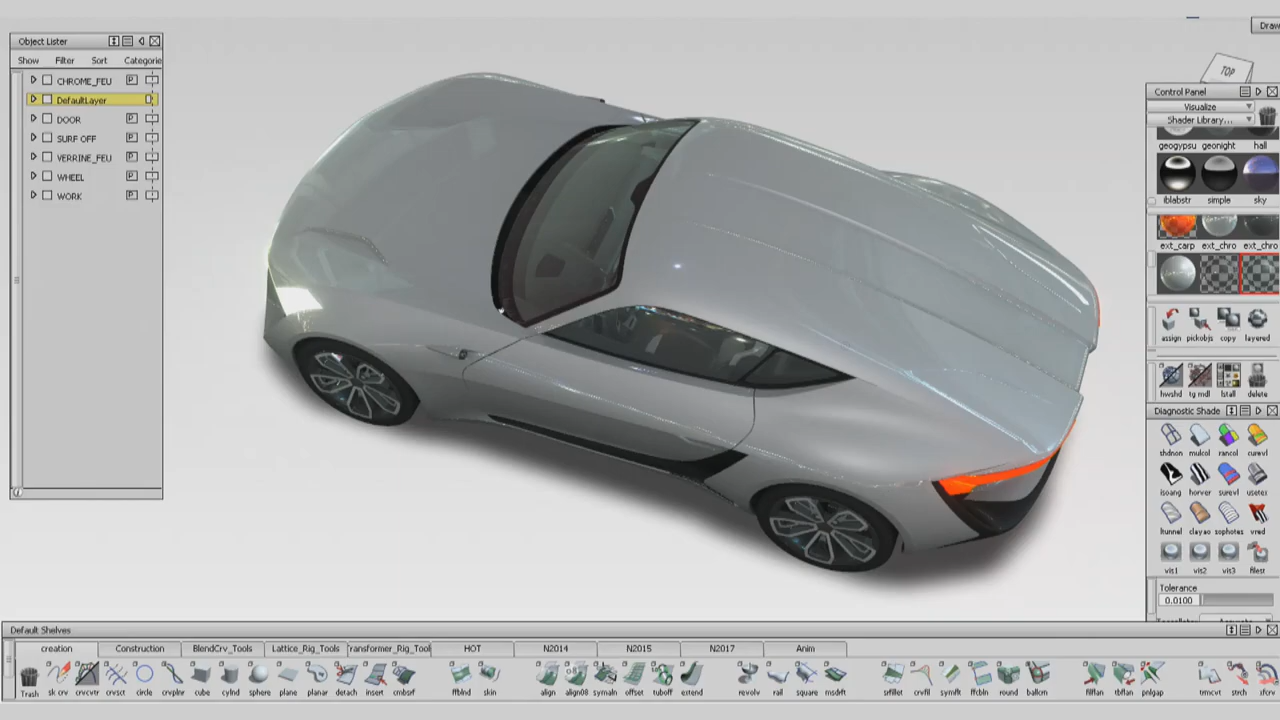 Draw
Object Lister
Show Filter Sort Categorie
CHROME_FEU
DefaultLayer
DOOR
SURF OFF
VERRINE_FEU
WHEEL
WORK
TOP
Control Panel
Visualize
Shader Library...
geogypsu geonight hall
iblabstr simple sky
ext_carp ext_chro ext_chro
assign pickobjs copy layered
hwshd tg mdl lstall delete
Diagnostic Shade
shdnon mulcol rancol curevl
isoang horver surevl usetex
ltunnel clayao sophotes vred
vis1 vis2 vis3 filest
Tolerance
0.0100
Default Shelves
creation Construction BlendCrv_Tools Lattice_Rig_Tools Transformer_Rig_Tool HOT N2014 N2015 N2017 Anim
Trash sk crv crvcvtr crvsct circle crvplnr cube cylnd sphere plane planar detach insert cmbsrf ffblnd skin align align08 symaln offset tuboff extend revolv rail square msdrft srfillet crvfil symflt ffcbln round ballcrn filflan tbflan pnlgap trmcvt strch xfcrv